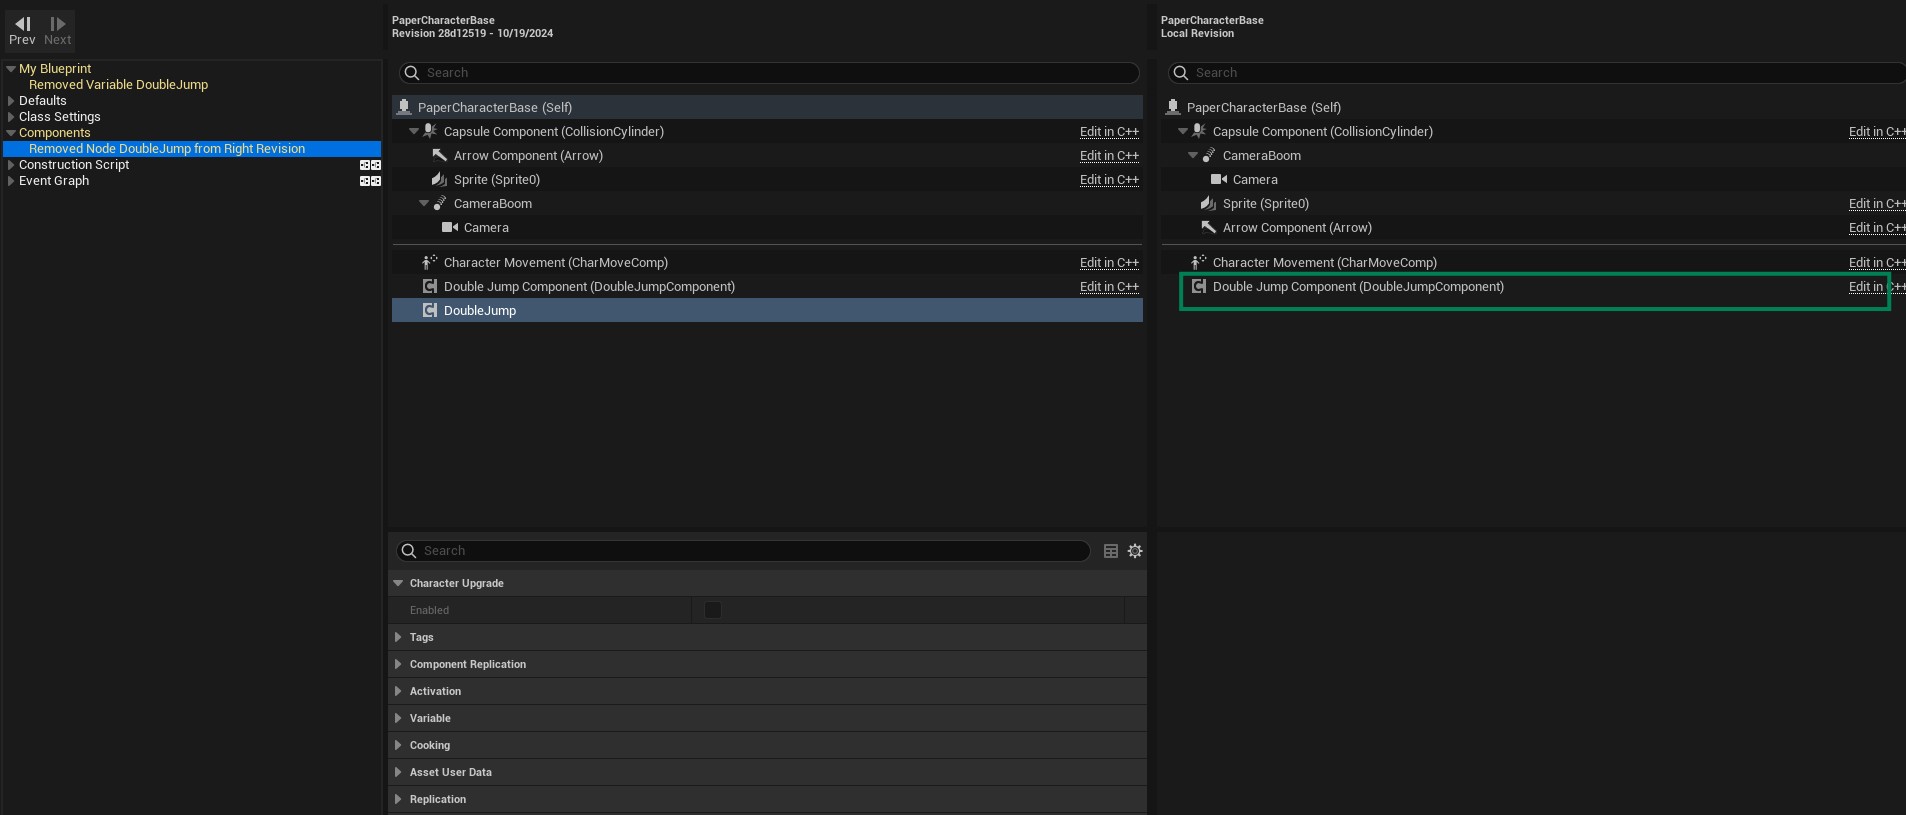 Prev Next
My Blueprint
Removed Variable DoubleJump
Defaults
Class Settings
Components
Removed Node DoubleJump from Right Revision
Construction Script
Event Graph
PaperCharacterBase
Revision 28d12519 - 10/19/2024
Search
PaperCharacterBase (Self)
Capsule Component (CollisionCylinder) Edit in C++
Arrow Component (Arrow) Edit in C++
Sprite (Sprite0) Edit in C++
CameraBoom
Camera
Character Movement (CharMoveComp) Edit in C++
Double Jump Component (DoubleJumpComponent) Edit in C++
DoubleJump
Search
Character Upgrade
Enabled
Tags
Component Replication
Activation
Variable
Cooking
Asset User Data
Replication
PaperCharacterBase
Local Revision
Search
PaperCharacterBase (Self)
Capsule Component (CollisionCylinder) Edit in C++
CameraBoom
Camera
Sprite (Sprite0) Edit in C++
Arrow Component (Arrow) Edit in C++
Character Movement (CharMoveComp) Edit in C++
Double Jump Component (DoubleJumpComponent) Edit in C++